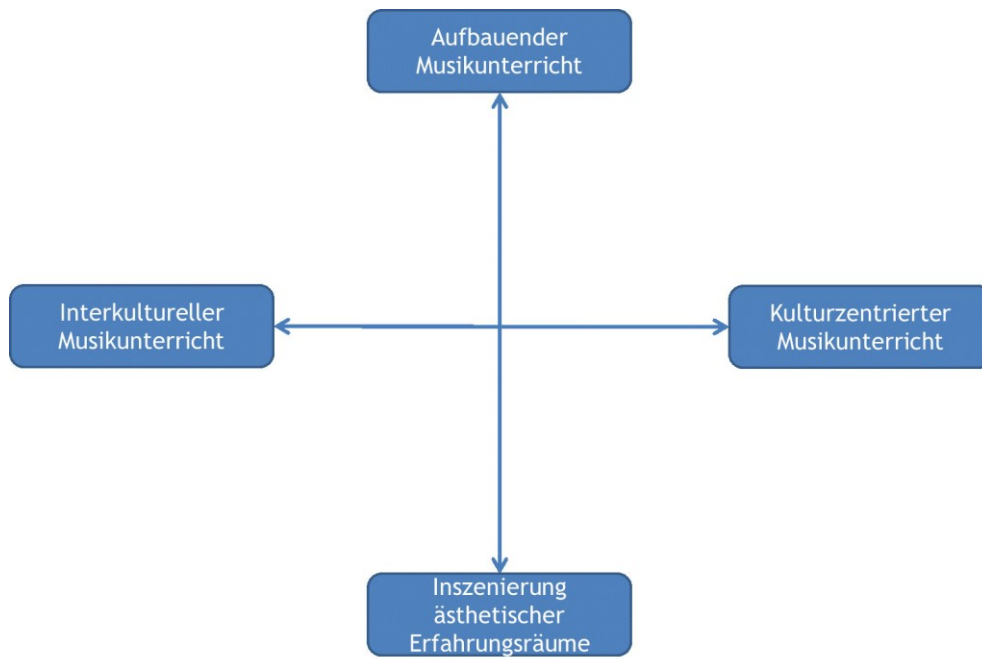 Aufbauender
Musikunterricht
Interkultureller
Musikunterricht
Kulturzentrierter
Musikunterricht
Inszenierung
ästhetischer
Erfahrungsräume